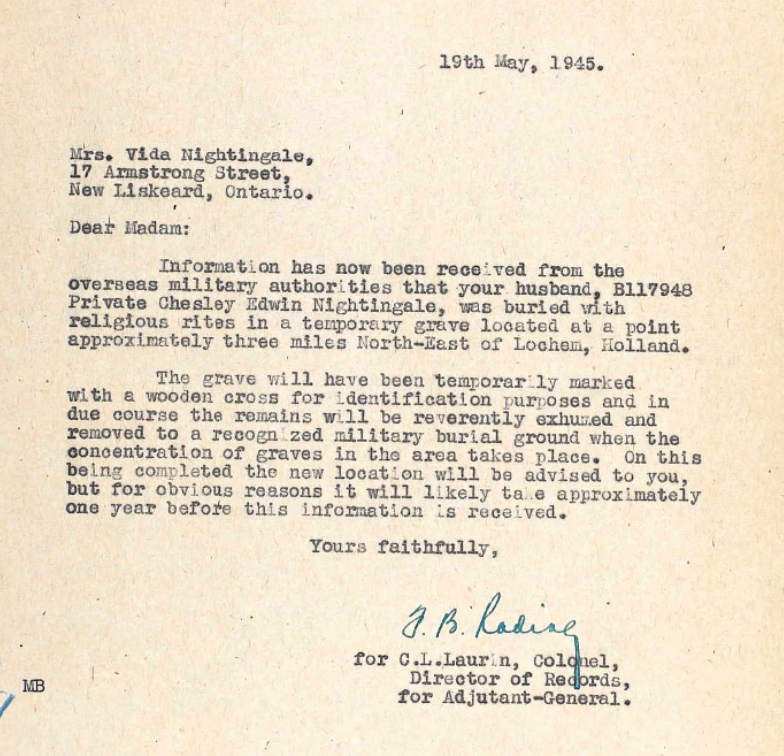 19th May, 1945.
Mrs. Vida Nightingale,
17 Armstrong Street,
New Liskeard, Ontario.
Dear Madam:
Information has now been received from the
overseas military authorities that your husband, B117948
Private Chesley Edwin Nightingale, was buried with
religious rites in a temporary grave located at a point
approximately three miles North-East of Lochem, Holland.
The grave will have been temporarily marked
with a wooden cross for identification purposes and in
due course the remains will be reverently exhumed and
removed to a recognized military burial ground when the
concentration of graves in the area takes place. On this
being completed the new location will be advised to you,
but for obvious reasons it will likely take approximately
one year before this information is received.
Yours faithfully,
B.
for C.L.Laurin, Colonel,
Director of Records,
for Adjutant-General.
MB